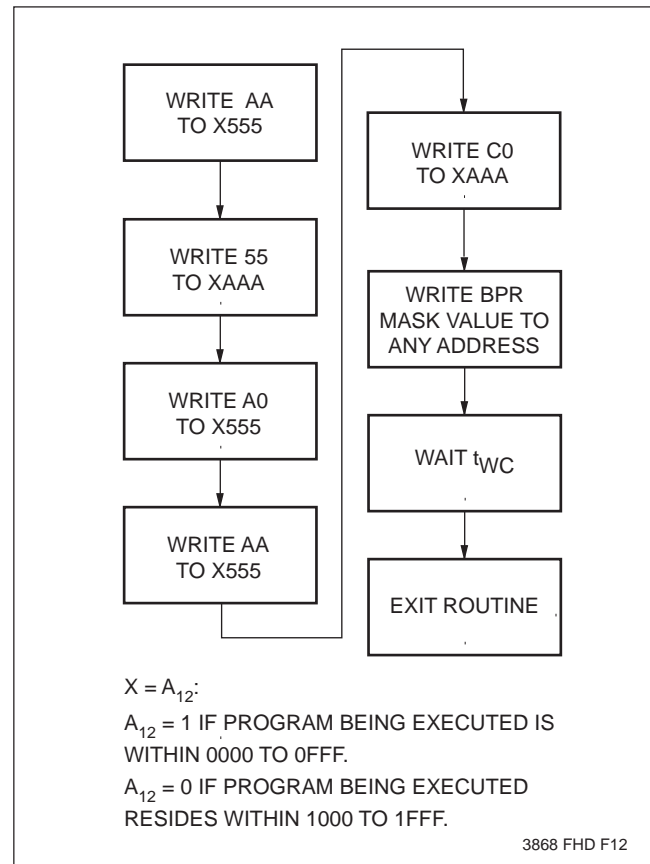 WRITE AA
TO X555
WRITE 55
TO XAAA
WRITE A0
TO X555
WRITE AA
TO X555
WRITE C0
TO XAAA
WRITE BPR
MASK VALUE TO
ANY ADDRESS
WAIT tWC
EXIT ROUTINE
X = A12:
A12 = 1 IF PROGRAM BEING EXECUTED IS
WITHIN 0000 TO 0FFF.
A12 = 0 IF PROGRAM BEING EXECUTED
RESIDES WITHIN 1000 TO 1FFF.
3868 FHD F12